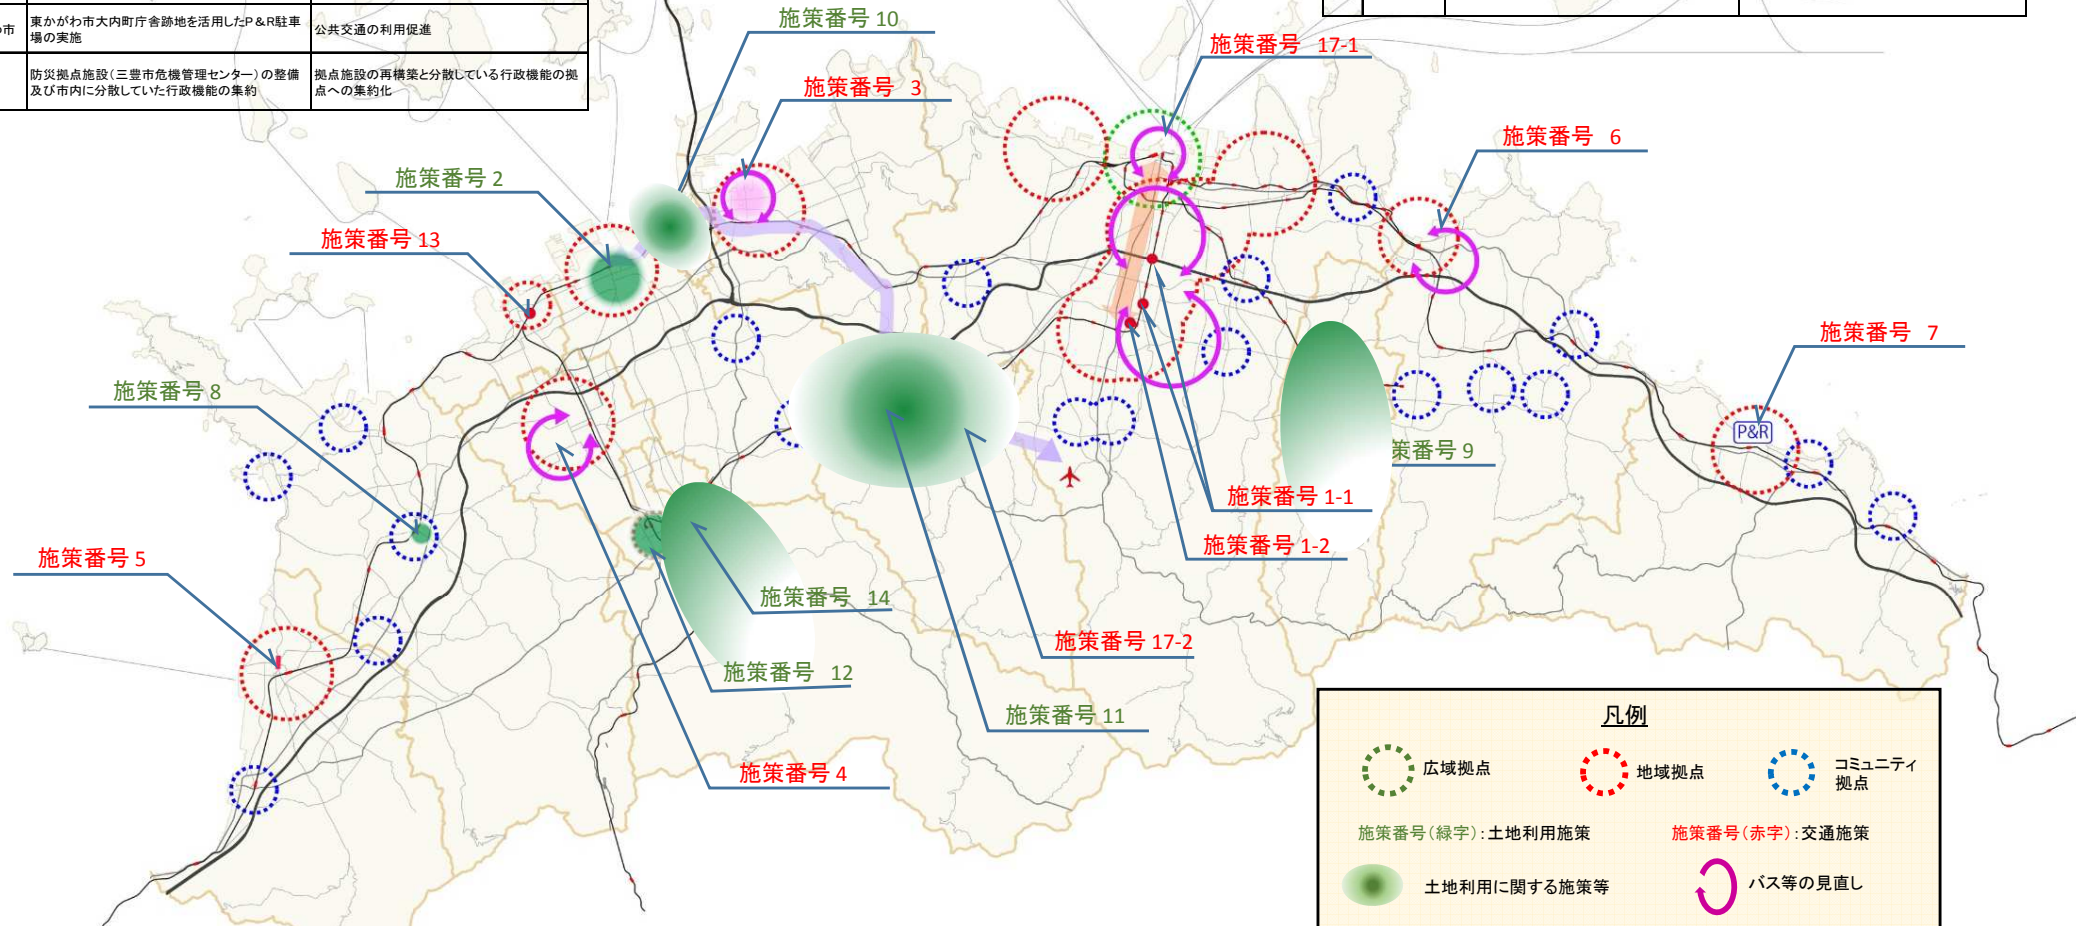 の市
東かがわ市大内町庁舎跡地を活用したP&R駐車
場の実施
公共交通の利用促進
防災拠点施設(三豊市危機管理センター)の整備
及び市内に分散していた行政機能の集約
拠点施設の再構築と分散している行政機能の拠
点への集約化
施策番号 10
施策番号 17-1
施策番号 3
施策番号 6
施策番号 2
施策番号 13
施策番号 7
施策番号 8
P&R
策番号 9
施策番号 1-1
施策番号 1-2
施策番号 5
施策番号 14
施策番号 17-2
施策番号 12
施策番号 11
施策番号 4
凡例
広域拠点
地域拠点
コミュニティ
拠点
施策番号(緑字):土地利用施策
施策番号(赤字):交通施策
土地利用に関する施策等
バス等の見直し